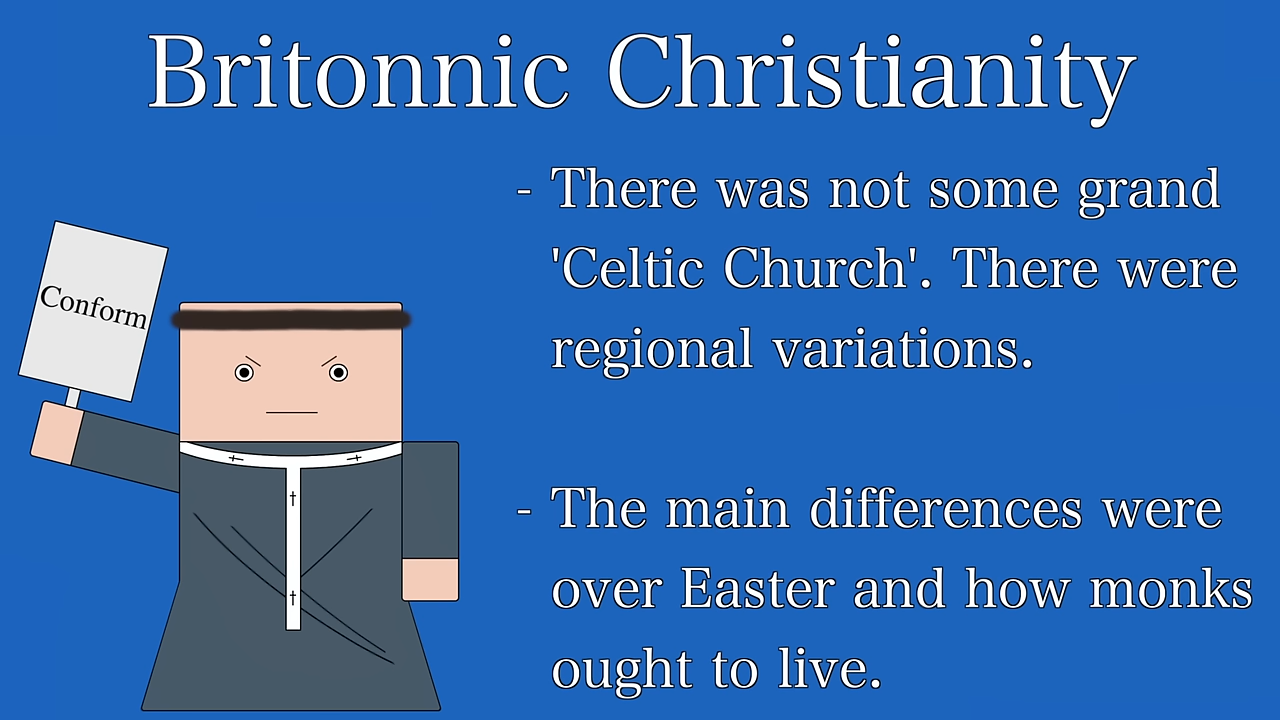 Britonnic Christianity
- There was not some grand
'Celtic Church'. There were
regional variations.
Conform
- The main differences were
over Easter and how monks
ought to live.